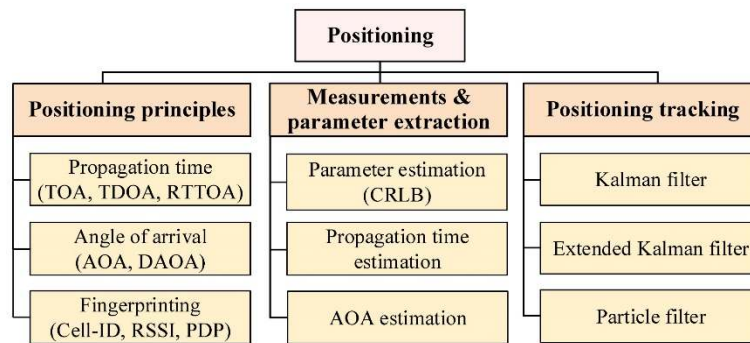 Positioning
Positioning principles
Propagation time
(TOA, TDOA, RTTOA)
Angle of arrival
(AOA, DAOA)
Fingerprinting
(Cell-ID, RSSI, PDP)
Measurements &
parameter extraction
Parameter estimation
(CRLB)
Propagation time
estimation
AOA estimation
Positioning tracking
Kalman filter
Extended Kalman filter
Particle filter